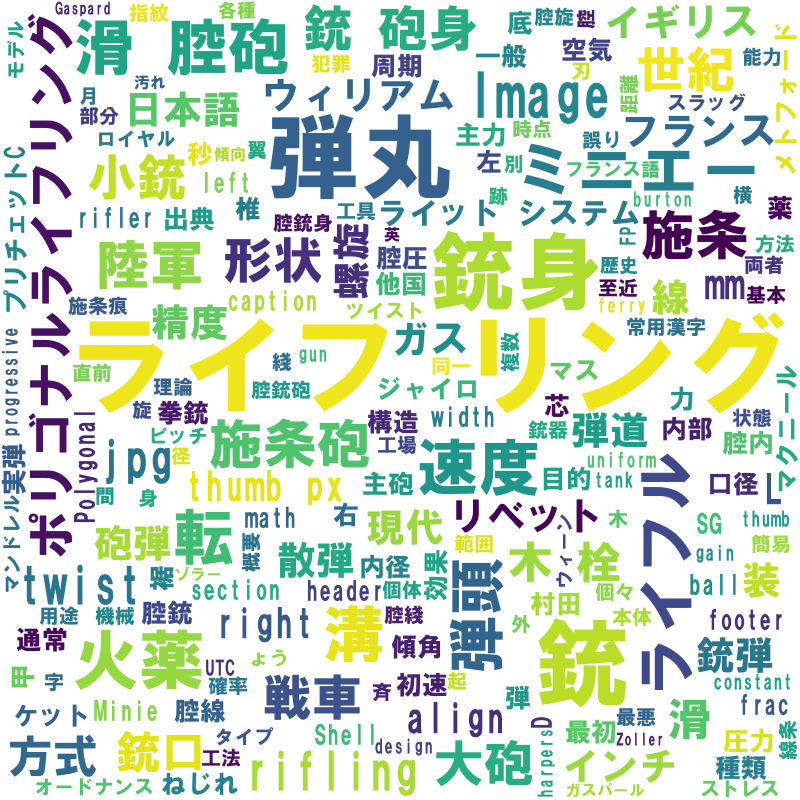 Gaspard
指紋
各種
モデル
滑腔砲
銃砲身
底
腔旋
イギリス
一般
空気
世紀
能力
犯罪
周期
刃
距離
メトフォード
汚れ
月
部分
日本語
ウィリアム
Image
スラッグ
ポリゴナルライフリング
ロイヤル
弾丸
主力
時点
誤り
フランス
秒
傾向
翼
左
別
ミニエー
フランス語
小銃
left
跡
burton
横
rifler
出典
椎
腔銃身
工具
ライット
システム
施条
薬
プリチェットC
英
FP
方法
陸軍
形状
螺旋
腔圧
銃身
歴史
両者
他国
至近
mm
基本
施条痕
caption
ツイスト
ferry
線
精度
ガス
常用漢字
ライフリング
progressive
直前
綫
gun
同一
複数
理論
腔銃砲
ジャイロ
マス
マクニール
旋
拳銃
芯
力
Polygonal
ピッチ
構造
width
弾道
内部
状態
径
施条砲
工場
銃器
腔内
実弾
jpg
速度
uniform
thumb
px
主砲
目的
tank
口径
マンドレル
間
身
右
リベット
ライフル
砲弾
転
math
現代
ウィーン
木
SG
thumb
概要
散弾
範囲
gain
簡易
twist
ゾラー
内径
効果
木栓
section
header
個体
個々
ball
装
用途
機械
腔銃
right
溝
腔綫
弾頭
村田
本体
footer
通常
傾角
外
銃
銃弾
火薬
UTC
ょう
甲
字
確率
戦車
斉
初速
起
constant
ケット
Minie
腔線
align
弾
最悪
滑
frac
タイプ
Shell
最初
Zoller
線条
方式
銃口
工法
design
harpersD
圧力
rifling
大砲
インチ
種類
オードナンス
ねじれ
ガスパール
ストレス